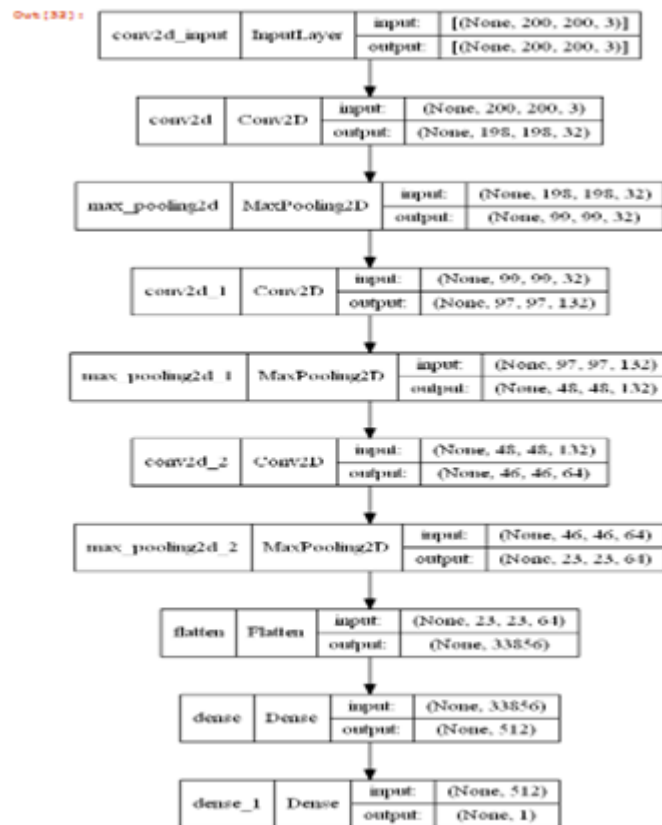 Out[32]:
conv2d_input InputLayer input: [(None, 200, 200, 3)]
output: [(None, 200, 200, 3)]
conv2d Conv2D input: (None, 200, 200, 3)
output: (None, 198, 198, 32)
max_pooling2d MaxPooling2D input: (None, 198, 198, 32)
output: (None, 99, 99, 32)
conv2d_1 Conv2D input: (None, 99, 99, 32)
output: (None, 97, 97, 132)
max_pooling2d_1 MaxPooling2D input: (None, 97, 97, 132)
output: (None, 48, 48, 132)
conv2d_2 Conv2D input: (None, 48, 48, 132)
output: (None, 46, 46, 64)
max_pooling2d_2 MaxPooling2D input: (None, 46, 46, 64)
output: (None, 23, 23, 64)
flatten Flatten input: (None, 23, 23, 64)
output: (None, 33856)
dense Dense input: (None, 33856)
output: (None, 512)
dense_1 Dense input: (None, 512)
output: (None, 1)